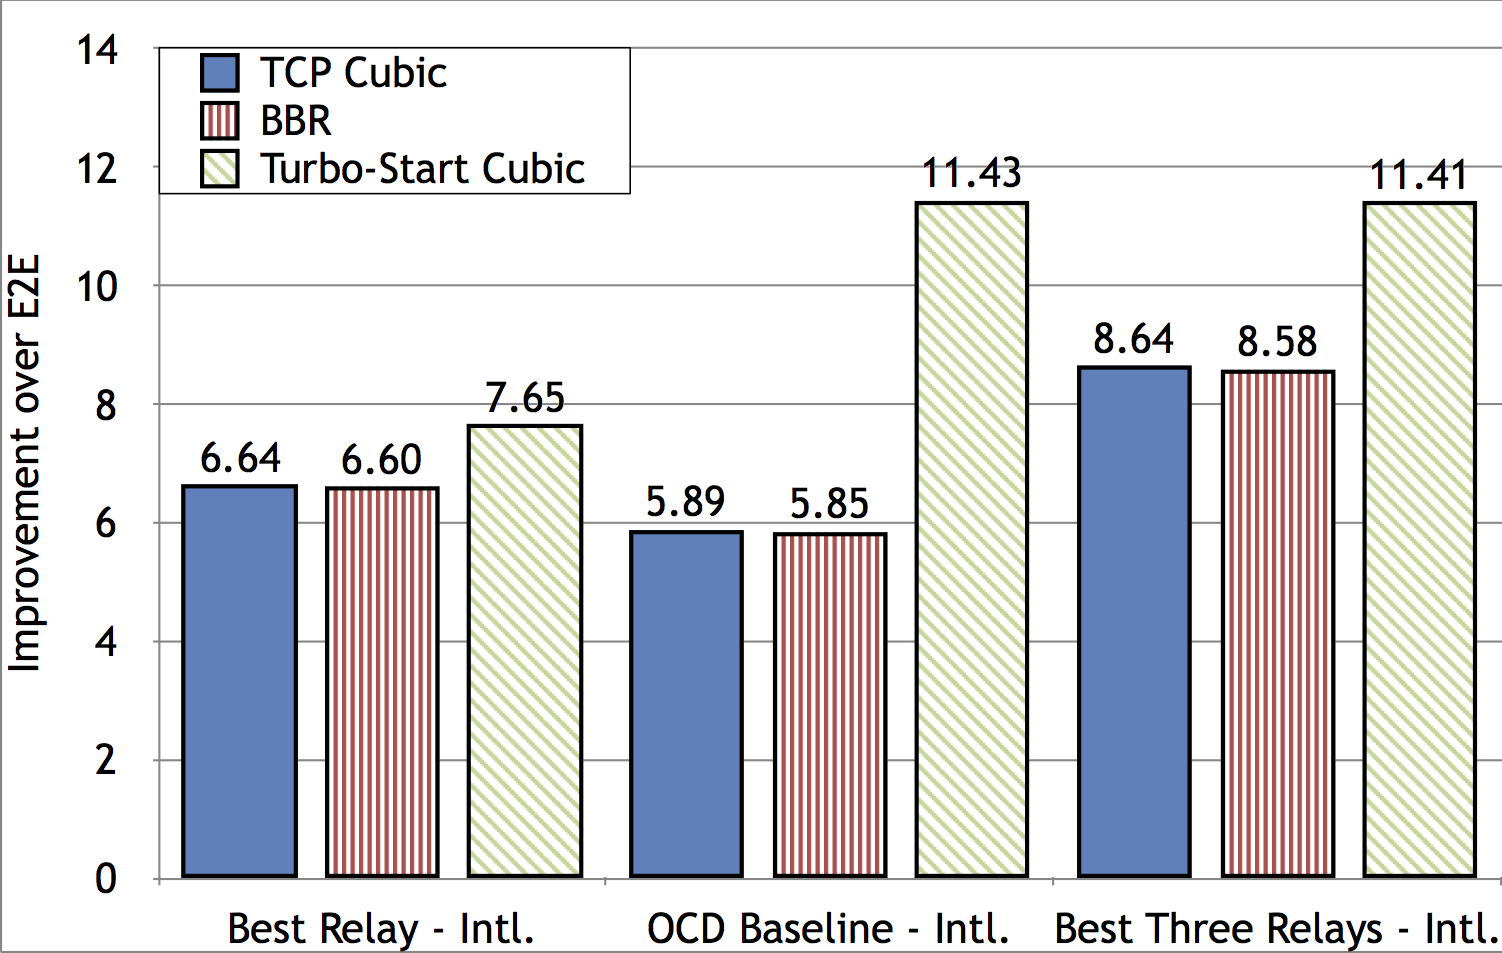 14
12
10
8
6
4
2
0
Improvement over E2E
TCP Cubic
BBR
Turbo-Start Cubic
6.64
6.60
7.65
5.89
5.85
11.43
8.64
8.58
11.41
Best Relay - Intl.
OCD Baseline - Intl.
Best Three Relays - Intl.